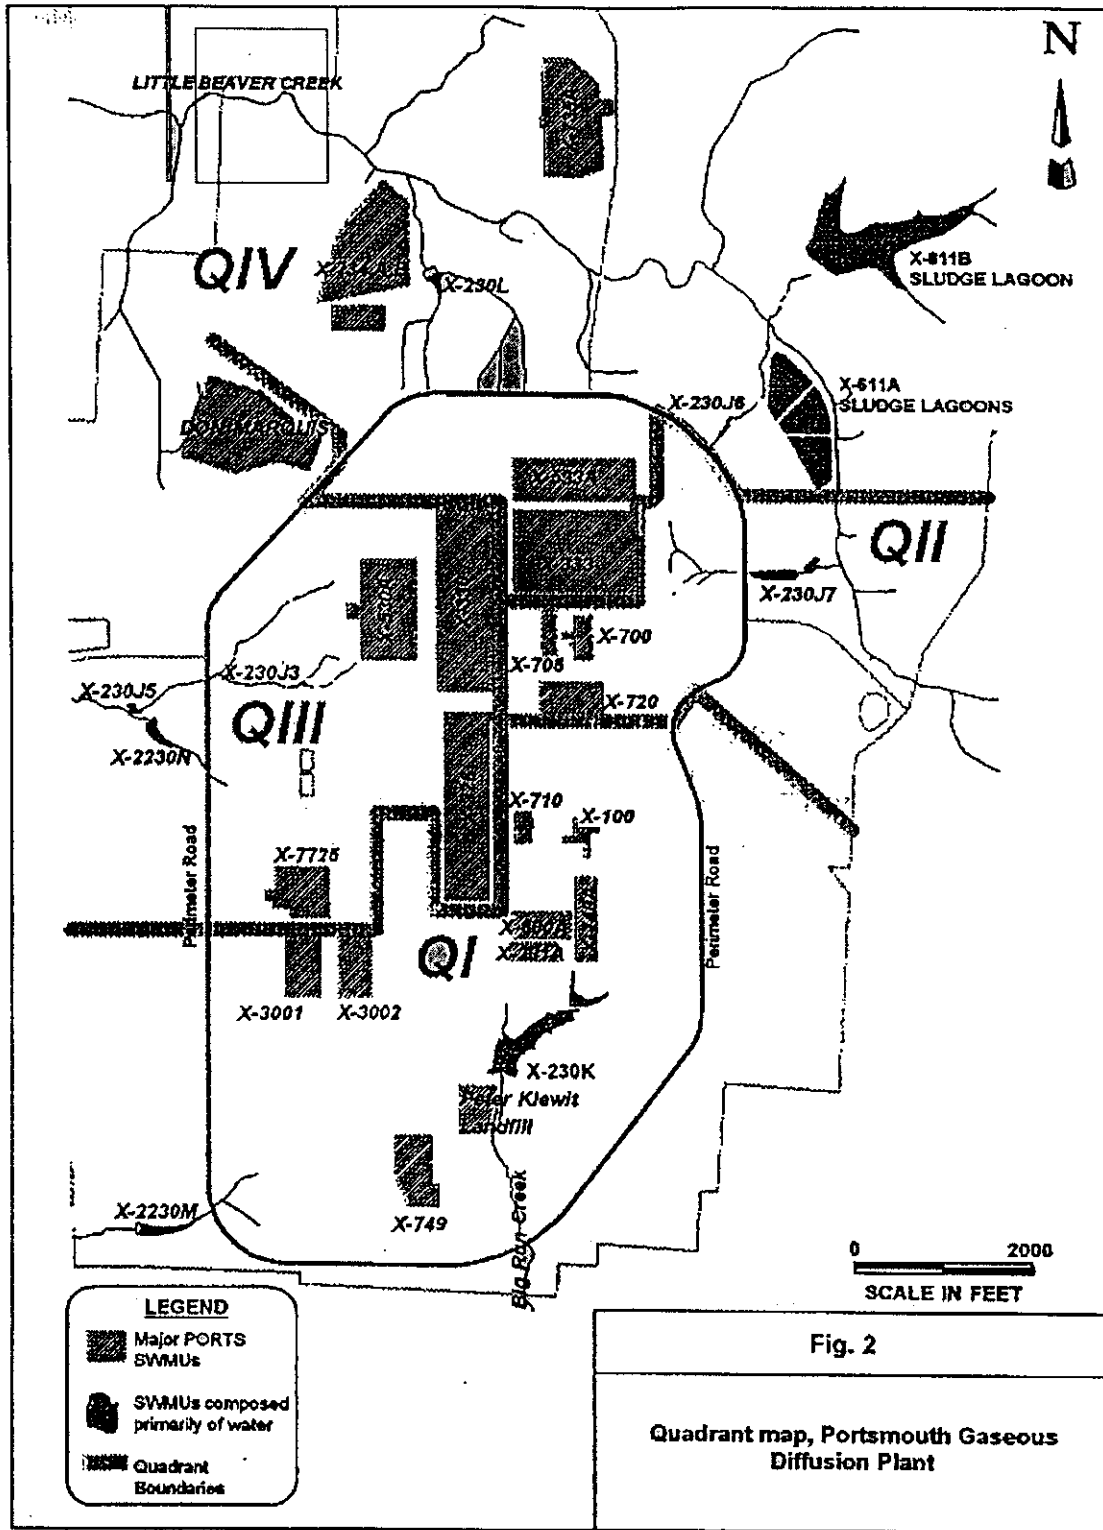 N
LITTLE BEAVER CREEK
QIV
X-230L
X-611B
SLUDGE LAGOON
X-611A
SLUDGE LAGOONS
X-230J6
DON MARQUIS
QII
X-230J7
X-700
X-705
X-720
X-230J3
X-230J5
QIII
X-2230N
X-710
X-100
X-7725
Perimeter Road
Perimeter Road
QI
X-3001
X-3002
X-230K
Peter Kiewit
Landfill
X-749
X-2230M
Big Run Creek
0
2000
SCALE IN FEET
LEGEND
Major PORTS
SWMUs
SWMUs composed
primarily of water
Quadrant
Boundaries
Fig. 2
Quadrant map, Portsmouth Gaseous
Diffusion Plant